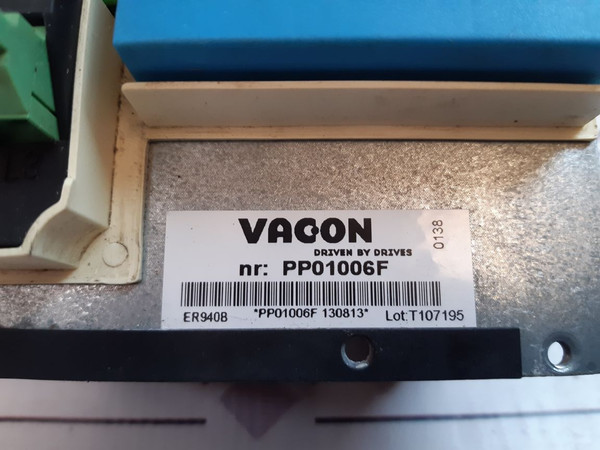 VACON
DRIVEN BY DRIVES
0138
nr: PP01006F
ER940B *PP01006F 130813* Lot:T107195